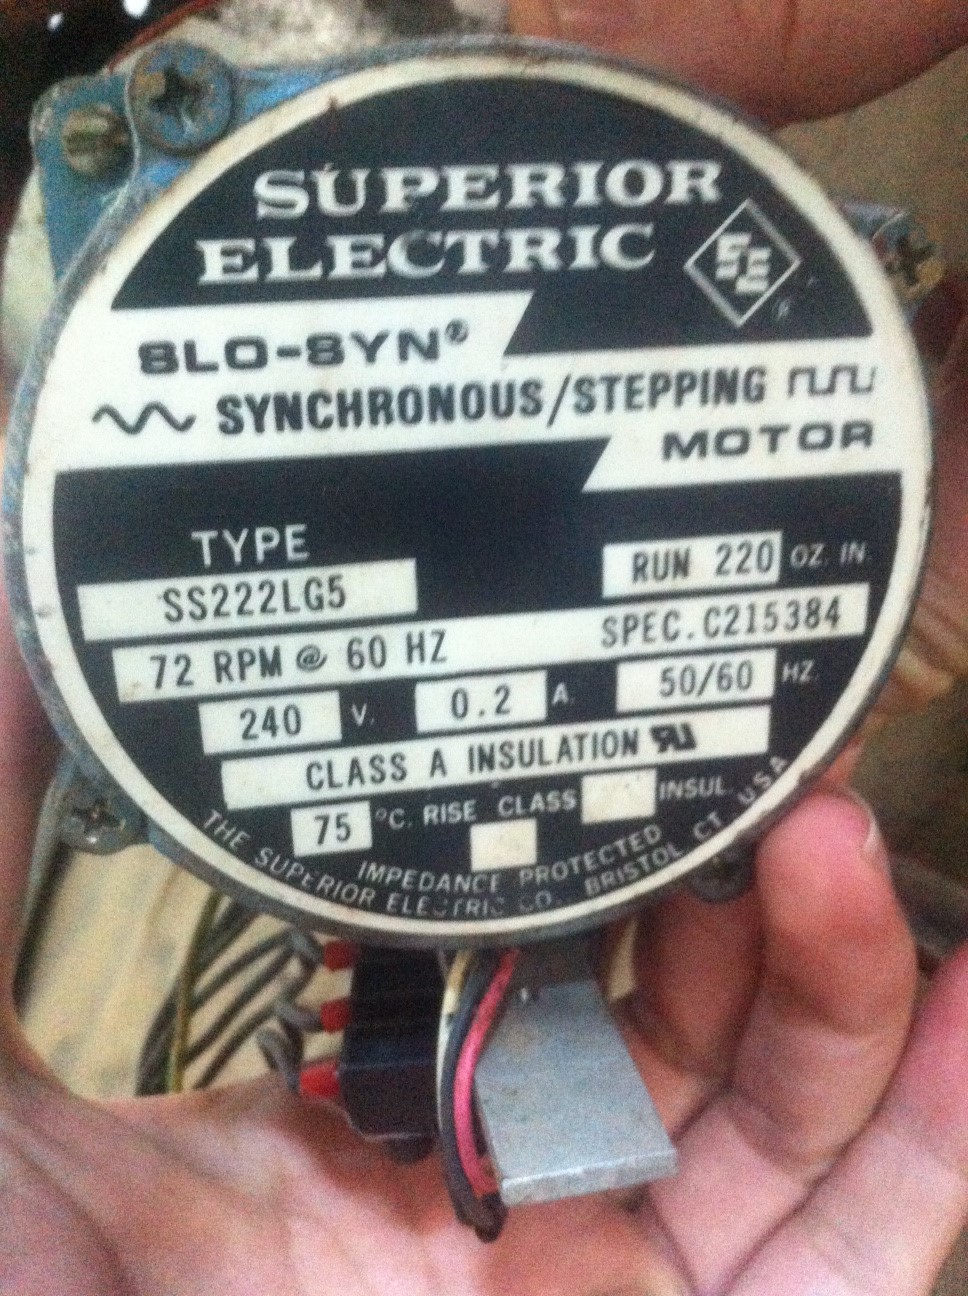 SUPERIOR
ELECTRIC
SE
SLO-SYN®
SYNCHRONOUS/STEPPING
MOTOR
TYPE
SS222LG5
RUN 220 OZ. IN.
72 RPM @ 60 HZ SPEC.C215384
240 V. 0.2 A. 50/60 HZ.
CLASS A INSULATION
75 °C. RISE CLASS INSUL.
IMPEDANCE PROTECTED
THE SUPERIOR ELECTRIC CO. BRISTOL CT USA